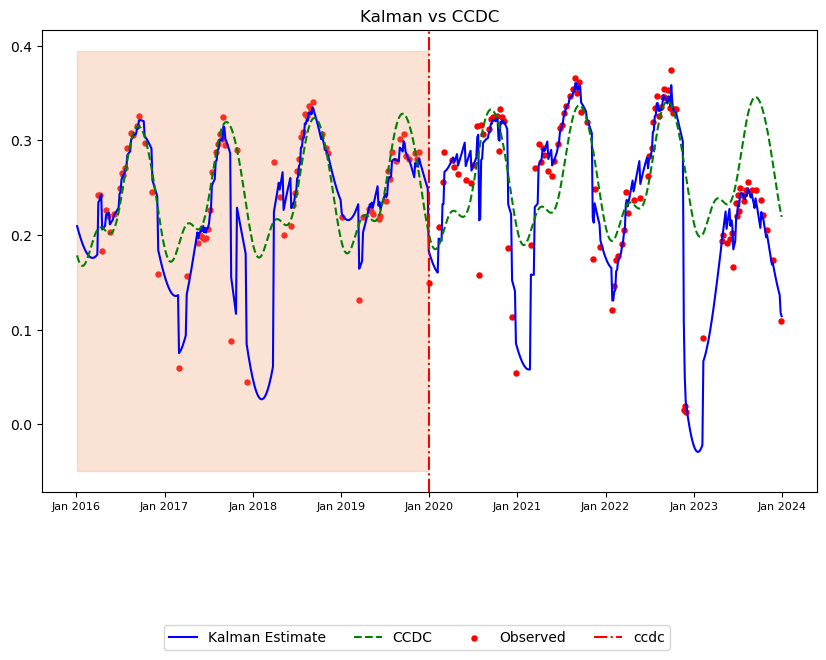 Kalman vs CCDC
0.4
0.3
0.2
0.1
0.0
Jan 2016 Jan 2017 Jan 2018 Jan 2019 Jan 2020 Jan 2021 Jan 2022 Jan 2023 Jan 2024
Kalman Estimate CCDC Observed ccdc